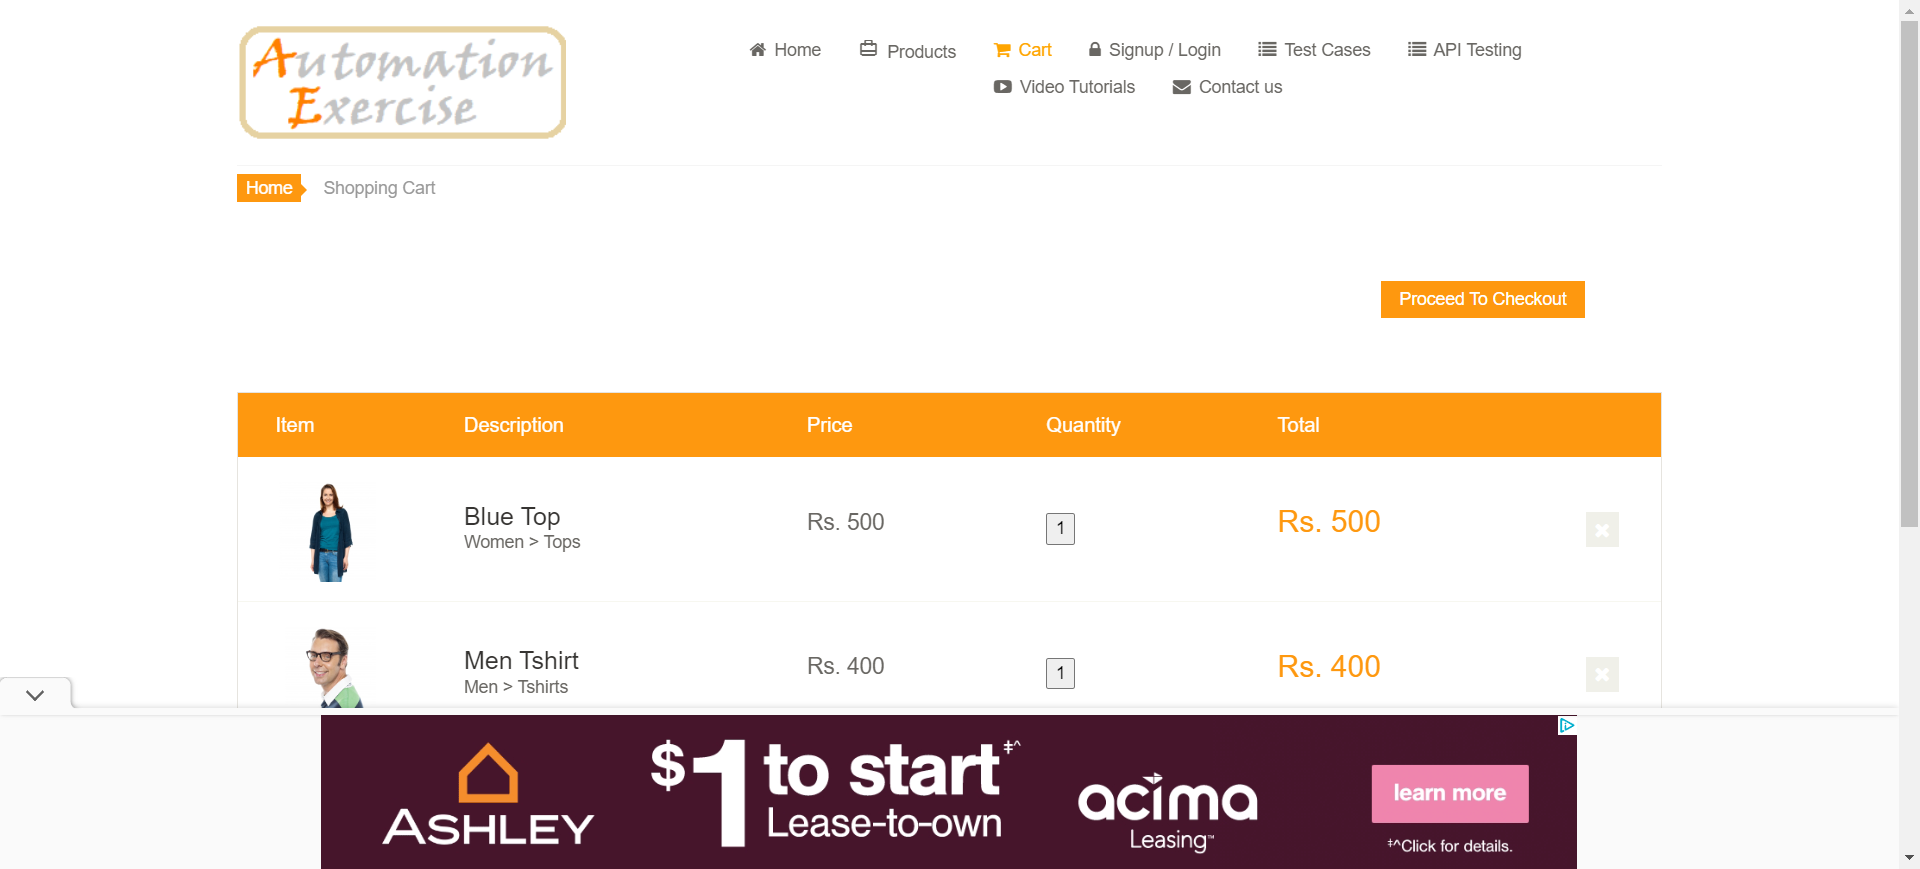 Automation
Exercise
Home
Products
Cart
Signup / Login
Test Cases
API Testing
Video Tutorials
Contact us
Home
Shopping Cart
Proceed To Checkout
Item Description Price Quantity Total
Blue Top
Women > Tops
Rs. 500
1
Rs. 500
Men Tshirt
Men > Tshirts
Rs. 400
1
Rs. 400
ASHLEY
$1 to start‡^
Lease-to-own
acima
Leasing™
learn more
‡^Click for details.